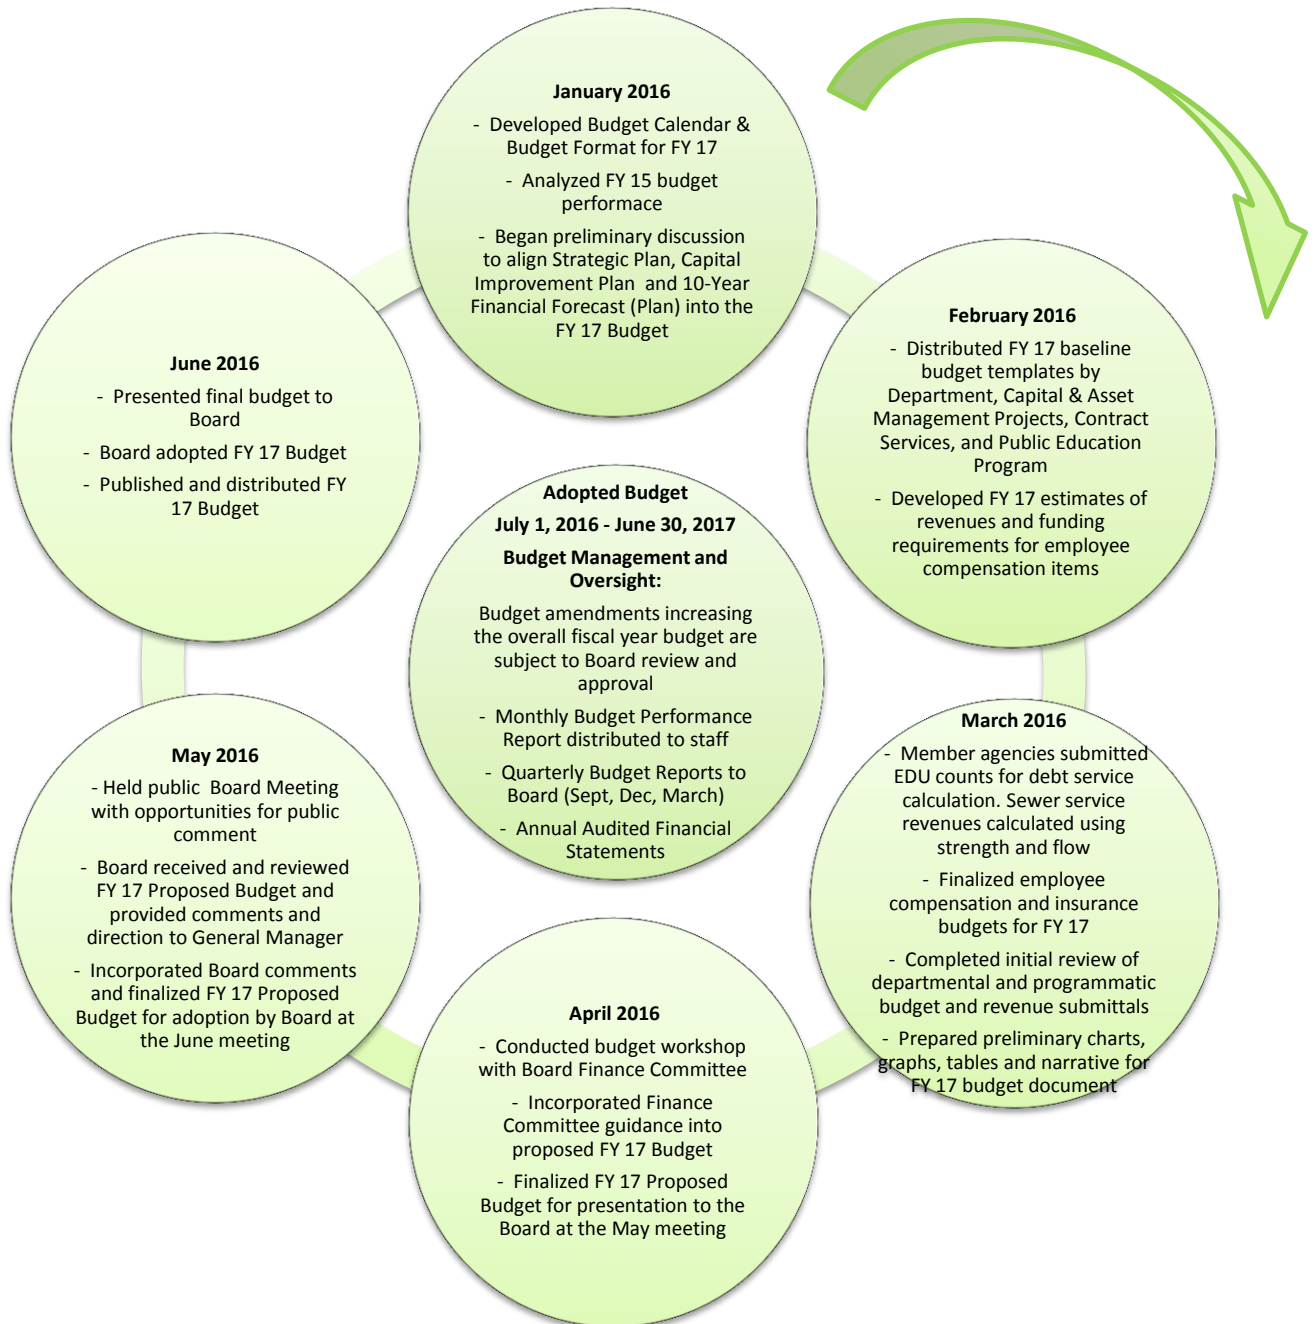 January 2016
- Developed Budget Calendar &
Budget Format for FY 17
- Analyzed FY 15 budget
performace
- Began preliminary discussion
to align Strategic Plan, Capital
Improvement Plan and 10-Year
Financial Forecast (Plan) into the
FY 17 Budget
February 2016
- Distributed FY 17 baseline
budget templates by
Department, Capital & Asset
Management Projects, Contract
Services, and Public Education
Program
- Developed FY 17 estimates of
revenues and funding
requirements for employee
compensation items
March 2016
- Member agencies submitted
EDU counts for debt service
calculation. Sewer service
revenues calculated using
strength and flow
- Finalized employee
compensation and insurance
budgets for FY 17
- Completed initial review of
departmental and programmatic
budget and revenue submittals
- Prepared preliminary charts,
graphs, tables and narrative for
FY 17 budget document
April 2016
- Conducted budget workshop
with Board Finance Committee
- Incorporated Finance
Committee guidance into
proposed FY 17 Budget
- Finalized FY 17 Proposed
Budget for presentation to the
Board at the May meeting
May 2016
- Held public Board Meeting
with opportunities for public
comment
- Board received and reviewed
FY 17 Proposed Budget and
provided comments and
direction to General Manager
- Incorporated Board comments
and finalized FY 17 Proposed
Budget for adoption by Board at
the June meeting
June 2016
- Presented final budget to
Board
- Board adopted FY 17 Budget
- Published and distributed FY
17 Budget
Adopted Budget
July 1, 2016 - June 30, 2017
Budget Management and
Oversight:
Budget amendments increasing
the overall fiscal year budget are
subject to Board review and
approval
- Monthly Budget Performance
Report distributed to staff
- Quarterly Budget Reports to
Board (Sept, Dec, March)
- Annual Audited Financial
Statements